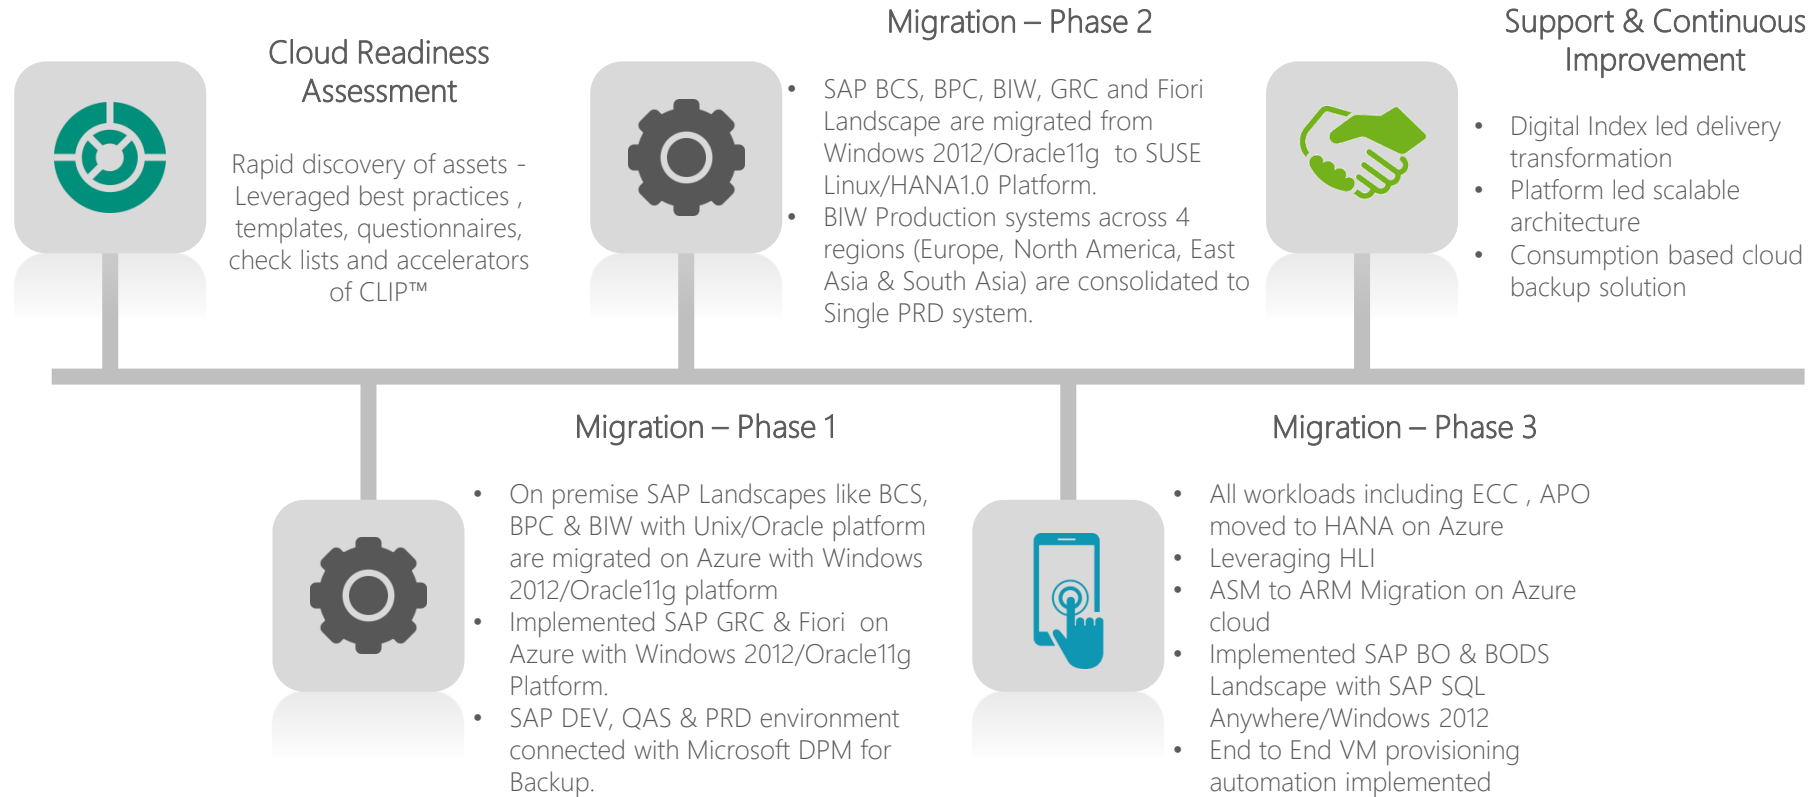 Cloud Readiness
Assessment
Rapid discovery of assets -
Leveraged best practices ,
templates, questionnaires,
check lists and accelerators
of CLIP™
Migration – Phase 1
• On premise SAP Landscapes like BCS,
BPC & BIW with Unix/Oracle platform
are migrated on Azure with Windows
2012/Oracle11g platform
• Implemented SAP GRC & Fiori on
Azure with Windows 2012/Oracle11g
Platform.
• SAP DEV, QAS & PRD environment
connected with Microsoft DPM for
Backup.
Migration – Phase 2
• SAP BCS, BPC, BIW, GRC and Fiori
Landscape are migrated from
Windows 2012/Oracle11g to SUSE
Linux/HANA1.0 Platform.
• BIW Production systems across 4
regions (Europe, North America, East
Asia & South Asia) are consolidated to
Single PRD system.
Migration – Phase 3
• All workloads including ECC , APO
moved to HANA on Azure
• Leveraging HLI
• ASM to ARM Migration on Azure
cloud
• Implemented SAP BO & BODS
Landscape with SAP SQL
Anywhere/Windows 2012
• End to End VM provisioning
automation implemented
Support & Continuous
Improvement
• Digital Index led delivery
transformation
• Platform led scalable
architecture
• Consumption based cloud
backup solution